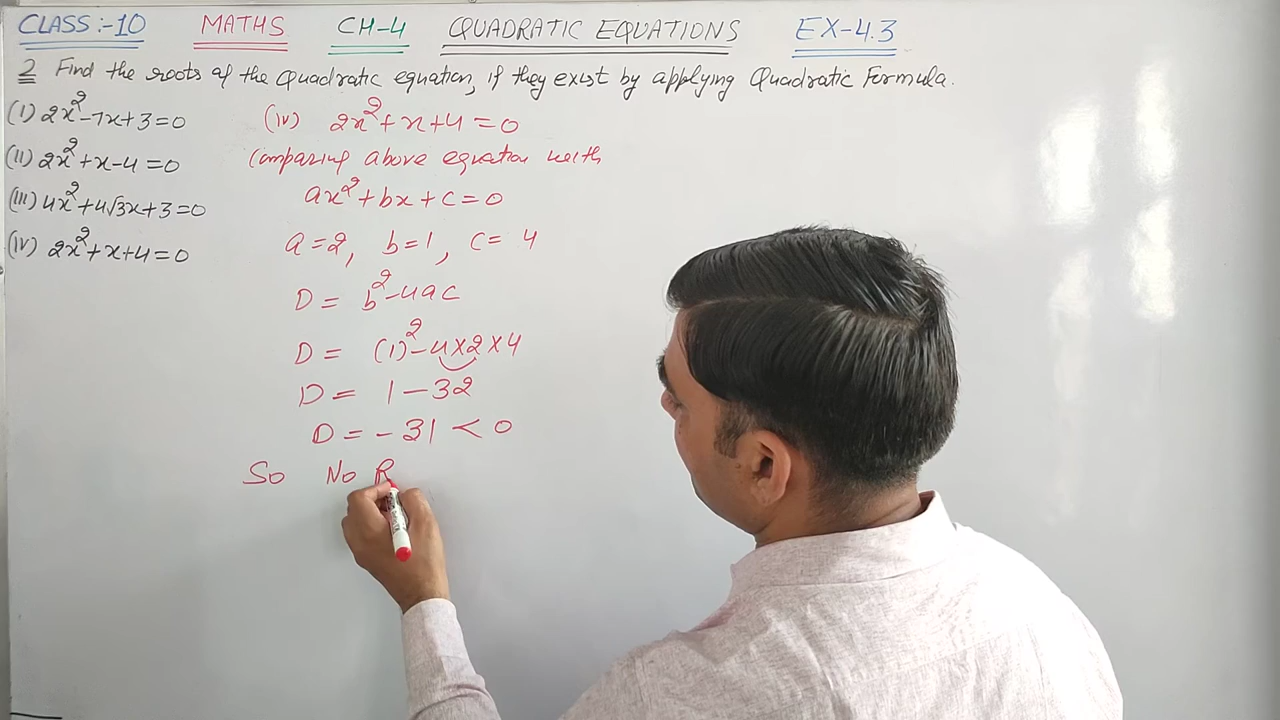 CLASS:-10 MATHS CH-4 QUADRATIC EQUATIONS EX-4.3
2 Find the roots of the Quadratic equation, if they exist by applying Quadratic Formula.
(I) 2x²-7x+3=0
(II) 2x²+x-4=0
(III) 4x²+4√3x+3=0
(IV) 2x²+x+4=0
(iv) 2x²+x+4=0
Comparing above equation with
ax²+bx+c=0
a=2, b=1, c=4
D = b²-4ac
D = (1)²-4×2×4
D = 1-32
D = -31 < 0
So No R